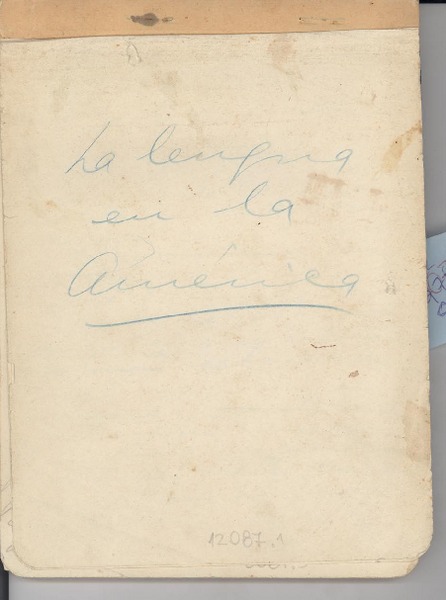 La lengua
en la
América
12087.1